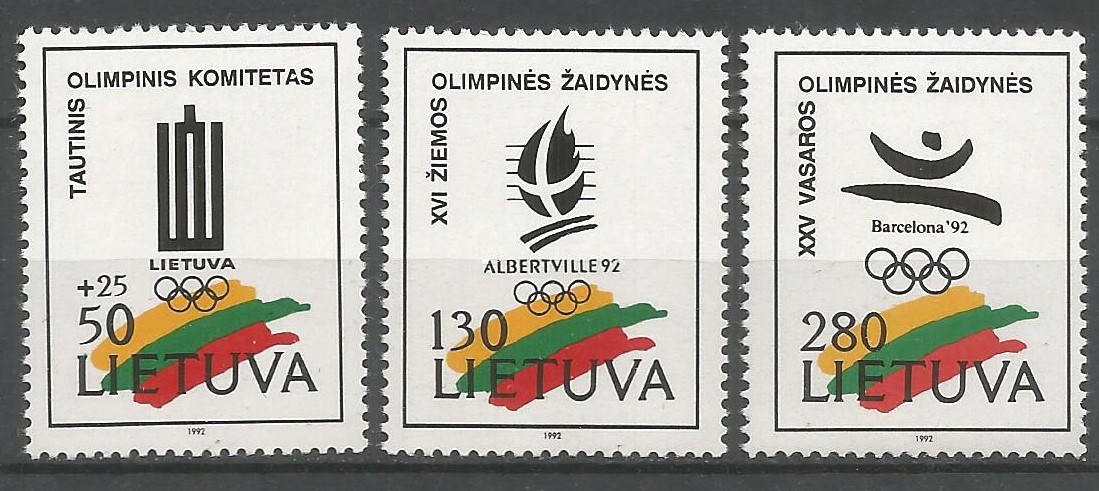 TAUTINIS
OLIMPINIS KOMITETAS
LIETUVA
+25
50
LIETUVA
1992
XVI ŽIEMOS
OLIMPINĖS ŽAIDYNĖS
ALBERTVILLE 92
130
LIETUVA
1992
XXV VASAROS
OLIMPINĖS ŽAIDYNĖS
Barcelona '92
280
LIETUVA
1992